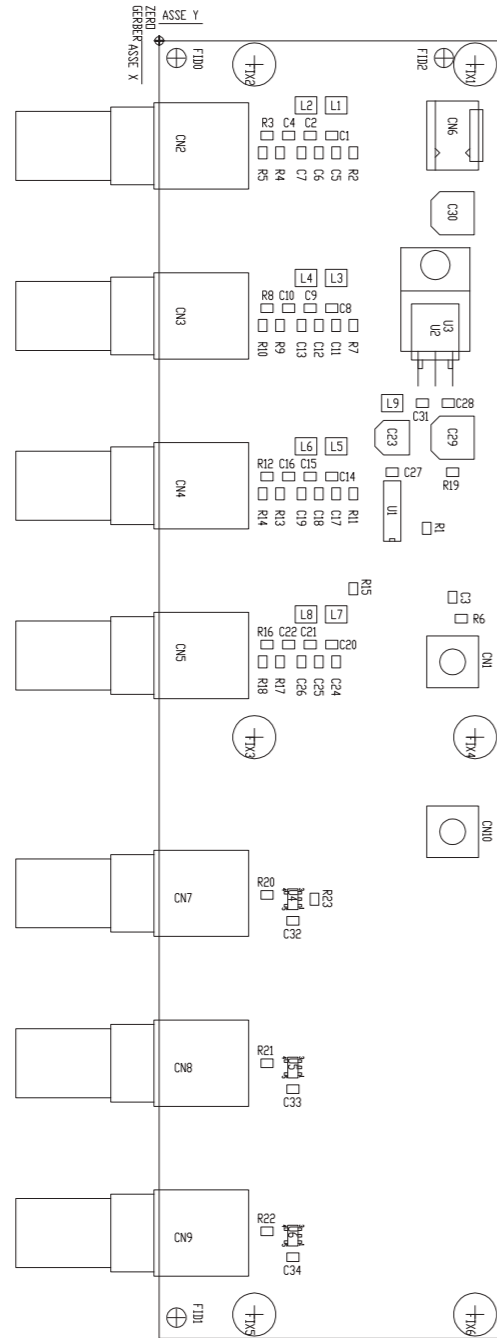 ASSE Y
ZERO
GERBER
ASSE X
FID0
FIX2
FID2
FIX1
L2
L1
CN6
CN2
R3
C4
C2
C1
R5
R4
C7
C6
C5
R2
C30
L4
L3
CN3
R8
C10
C9
C8
U3
U2
R10
R9
C13
C12
C11
R7
L9
C31
C28
C23
C29
L6
L5
CN4
R12
C16
C15
C14
C27
R19
R14
R13
C19
C18
C17
R11
U1
R1
R15
C3
R6
L8
L7
CN5
R16
C22
C21
C20
CN1
R18
R17
C26
C25
C24
FIX3
FIX4
CN10
CN7
R20
U4
R23
C32
CN8
R21
U5
C33
CN9
R22
U6
C34
FID1
FIX5
FIX6